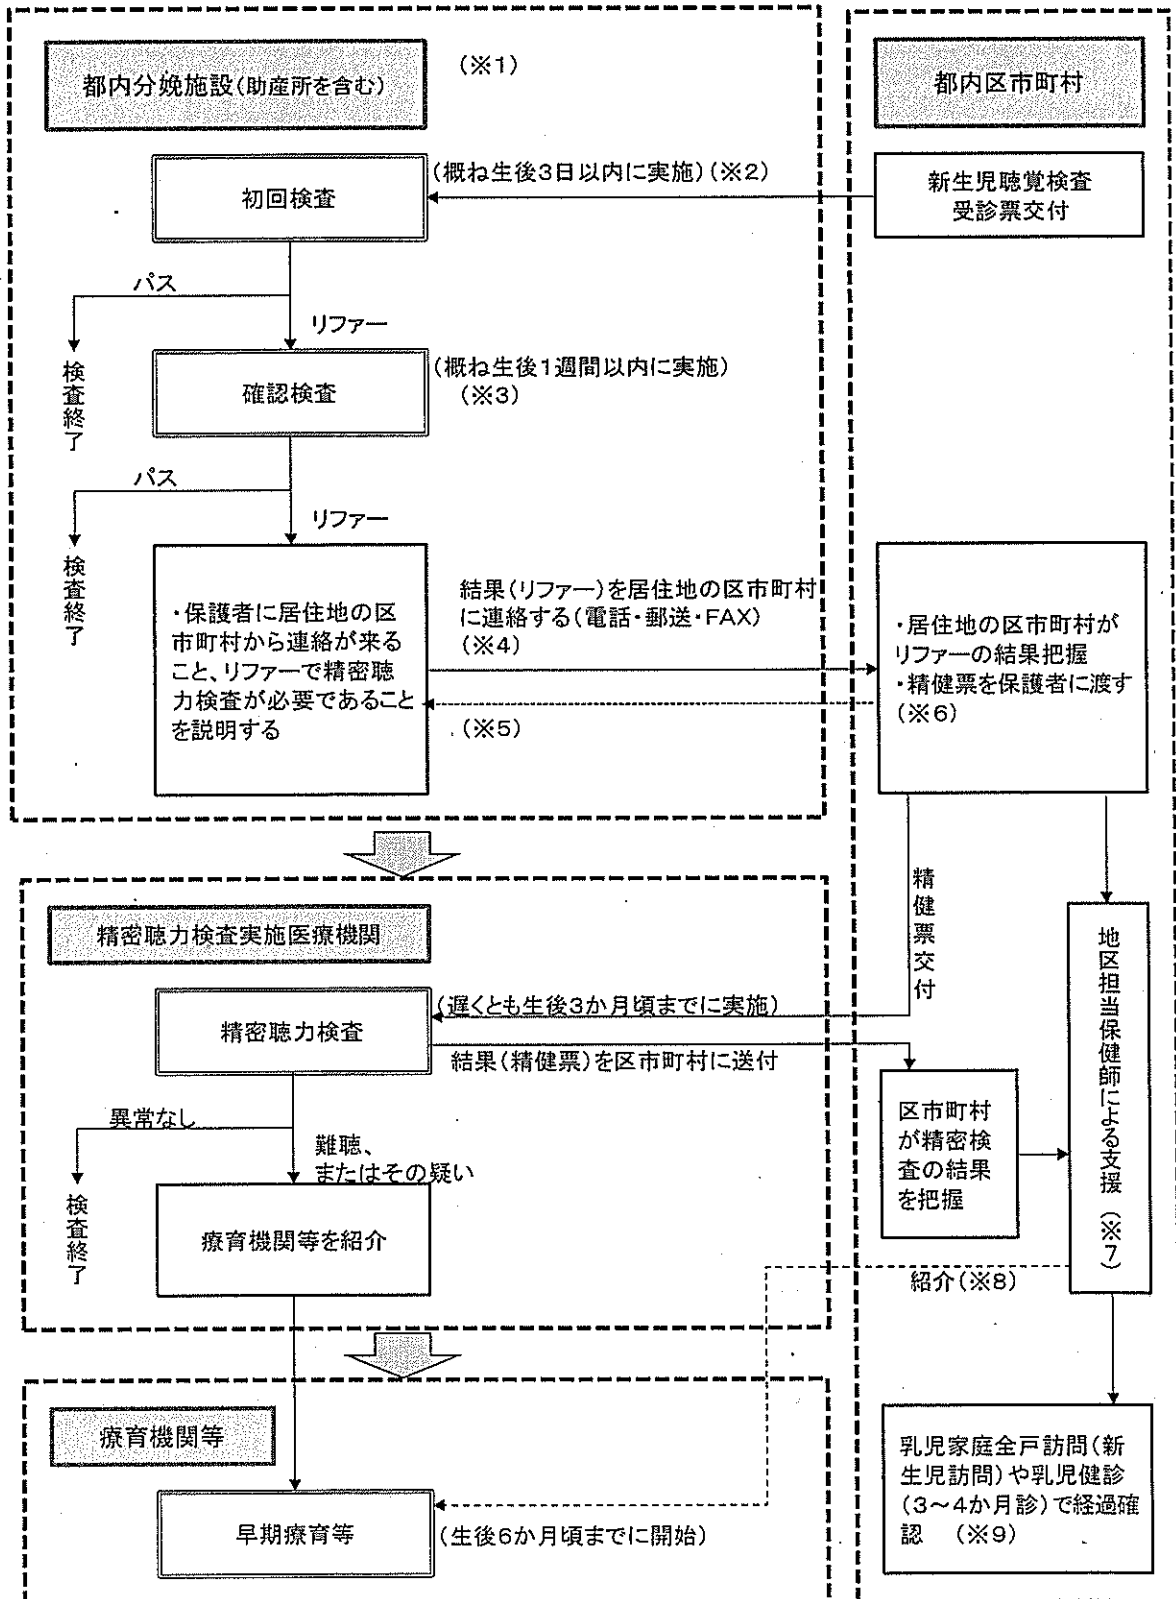 都内分娩施設(助産所を含む)
(※1)
都内区市町村
初回検査
(概ね生後3日以内に実施)(※2)
新生児聴覚検査
受診票交付
パス
リファー
検査終了
確認検査
(概ね生後1週間以内に実施)
(※3)
パス
リファー
検査終了
・保護者に居住地の区
市町村から連絡が来る
こと、リファーで精密聴
力検査が必要であること
を説明する
結果(リファー)を居住地の区市町村
に連絡する(電話・郵送・FAX)
(※4)
(※5)
・居住地の区市町村が
リファーの結果把握
・精健票を保護者に渡す
(※6)
精健票交付
地区担当保健師による支援(※7)
精密聴力検査実施医療機関
精密聴力検査
(遅くとも生後3か月頃までに実施)
結果(精健票)を区市町村に送付
区市町村
が精密検
査の結果
を把握
異常なし
難聴、
またはその疑い
検査終了
療育機関等を紹介
紹介(※8)
療育機関等
早期療育等
(生後6か月頃までに開始)
乳児家庭全戸訪問(新
生児訪問)や乳児健診
(3~4か月診)で経過確
認 (※9)